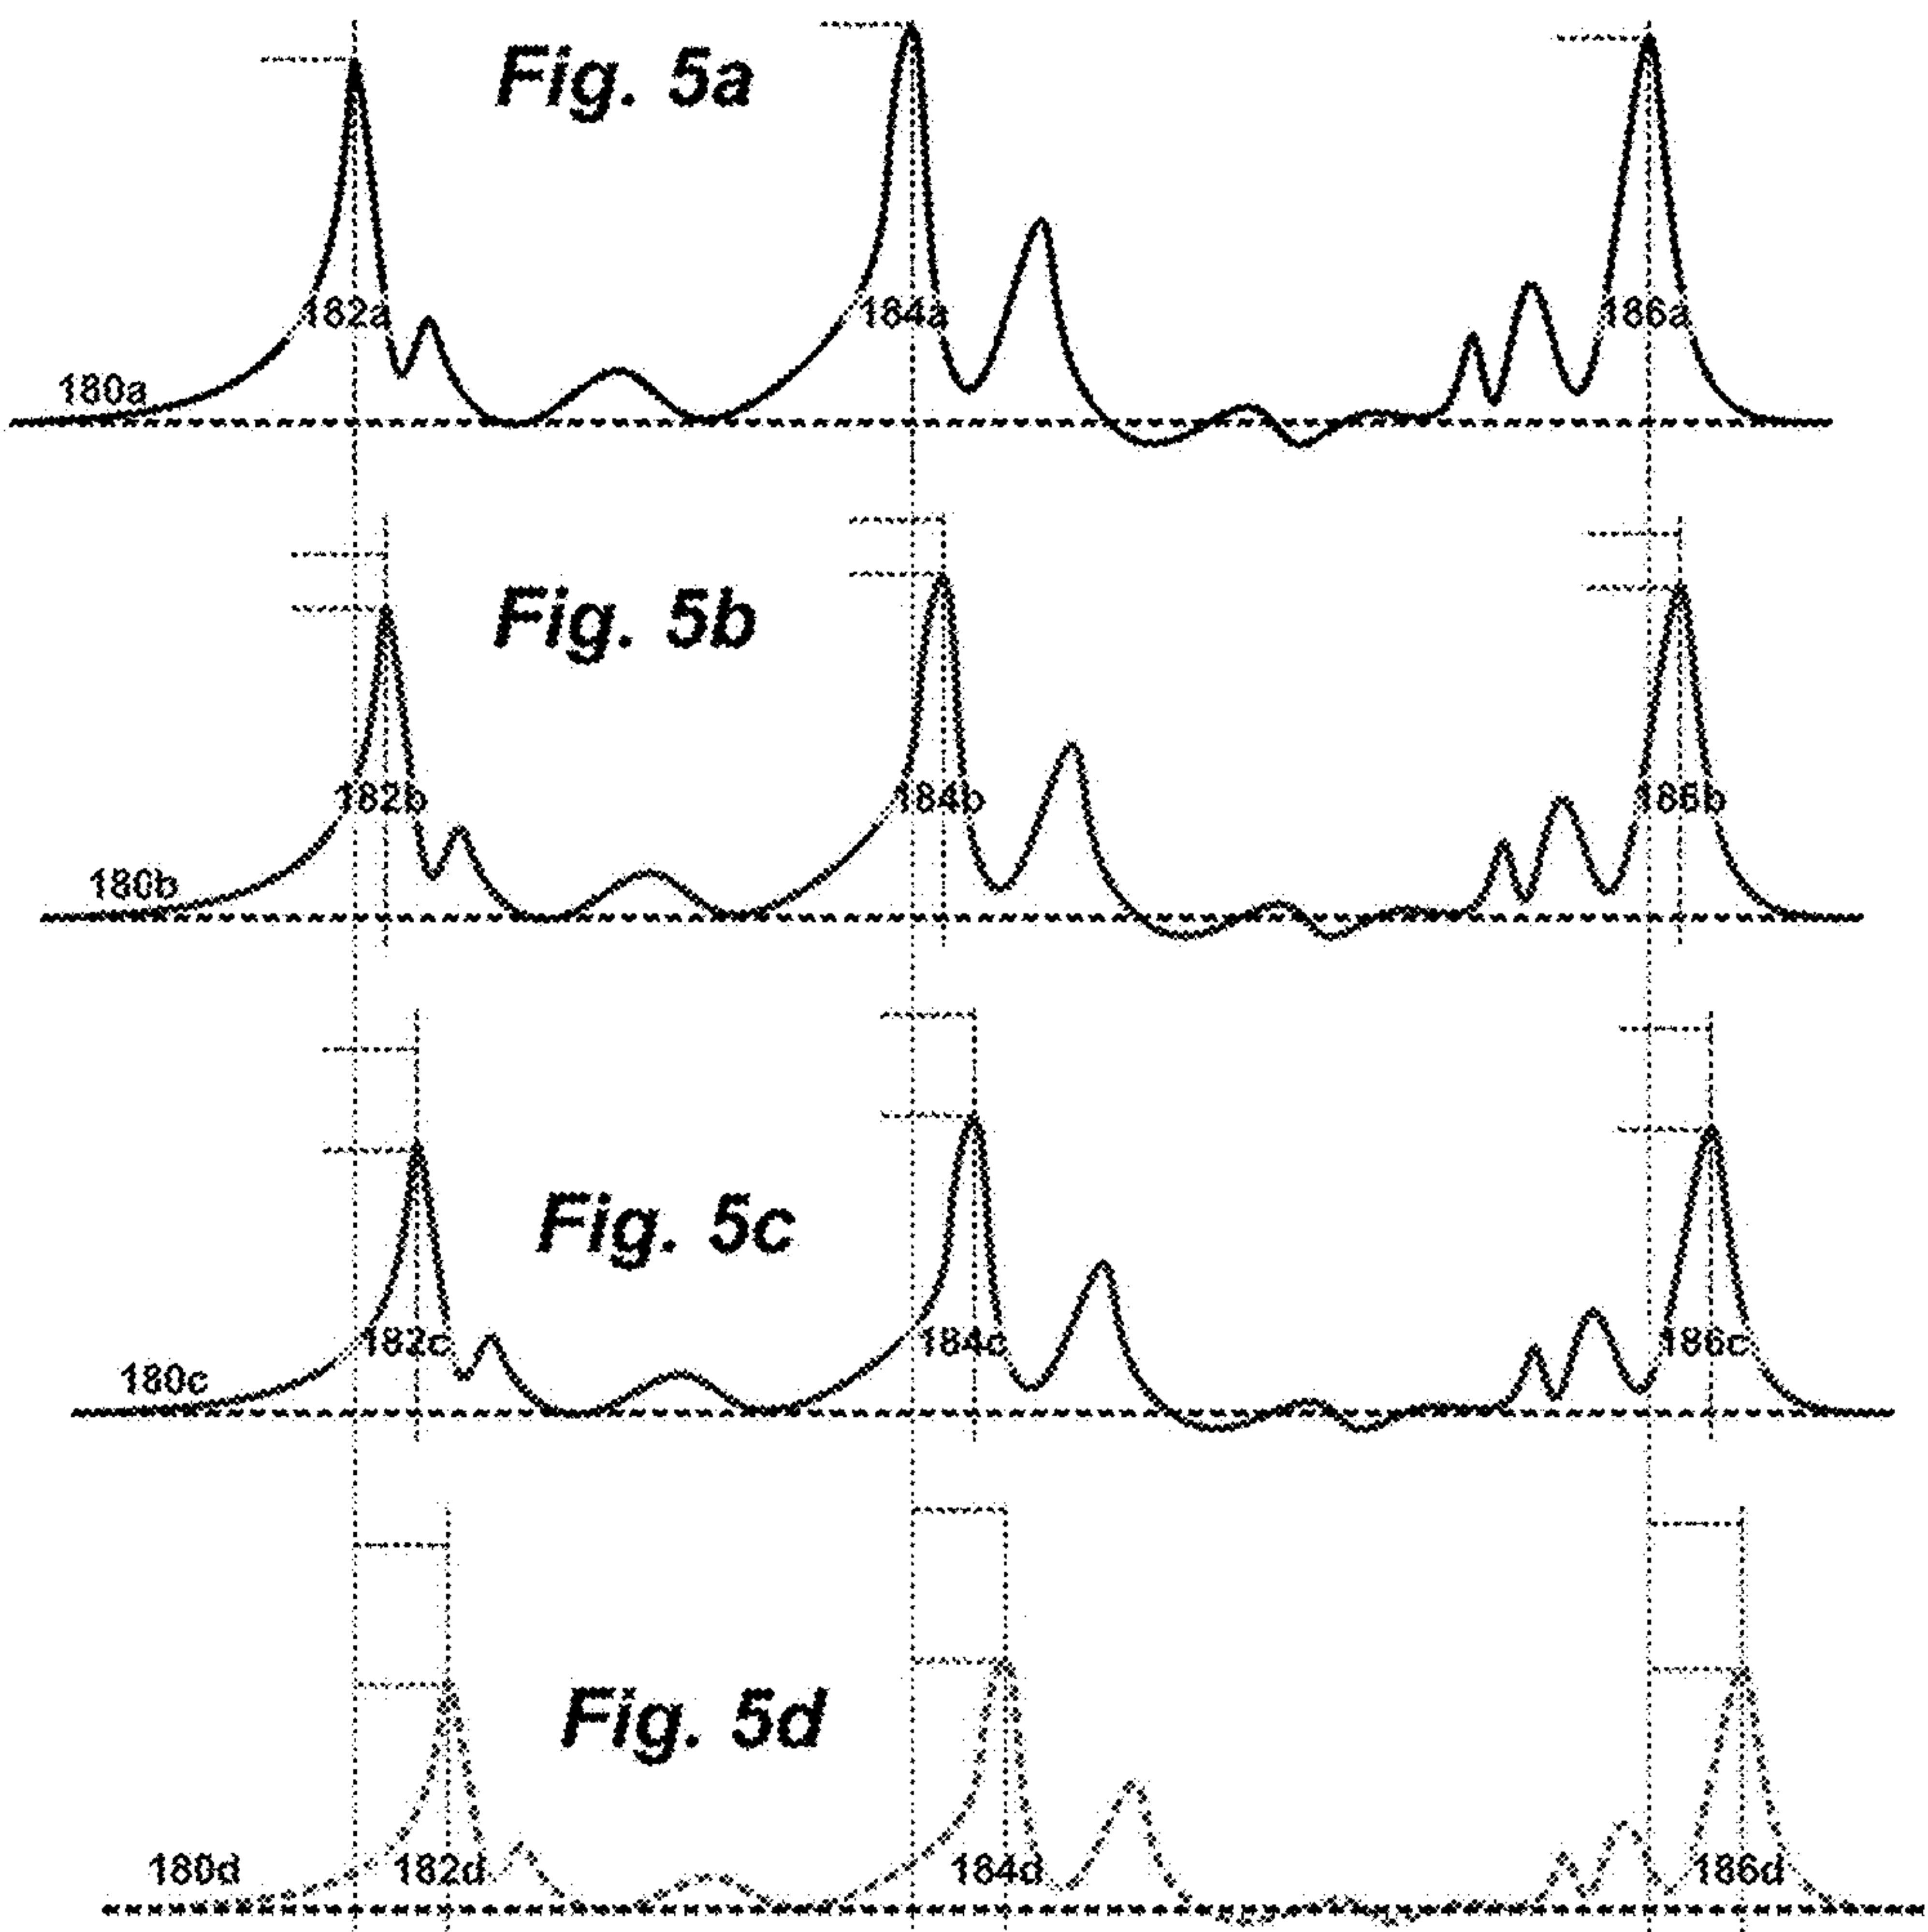 Fig. 5a
182a 184a 186a
180a
Fig. 5b
182b 184b 186b
180b
Fig. 5c
182c 184c 186c
180c
Fig. 5d
180d 182d 184d 186d